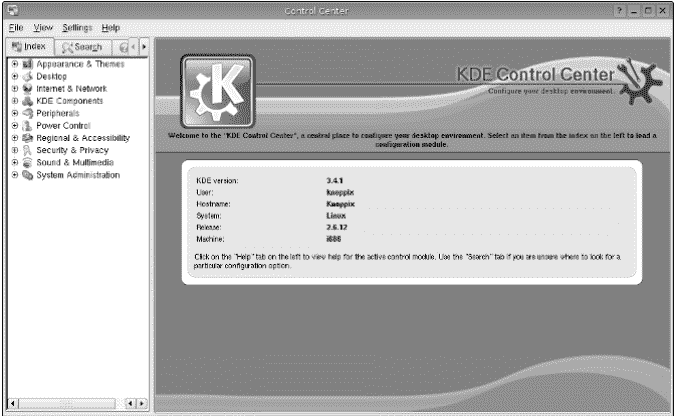 Control Center
File View Settings Help
Index Search
Appearance & Themes
Desktop
Internet & Network
KDE Components
Peripherals
Power Control
Regional & Accessibility
Security & Privacy
Sound & Multimedia
System Administration
KDE Control Center
Configure your desktop environment.
Welcome to the "KDE Control Center", a central place to configure your desktop environment. Select an item from the index on the left to load a
configuration module.
KDE version: 3.4.1
User: knoppix
Hostname: Knoppix
System: Linux
Release: 2.6.12
Machine: i686
Click on the "Help" tab on the left to view help for the active control module. Use the "Search" tab if you are unsure where to look for a
particular configuration option.